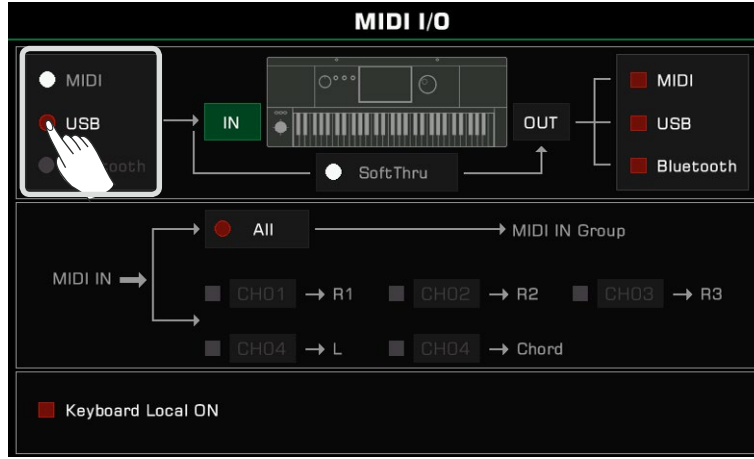 MIDI I/O
MIDI
USB
IN
OUT
MIDI
USB
Bluetooth
SoftThru
MIDI IN
All
MIDI IN Group
CH01 → R1
CH02 → R2
CH03 → R3
CH04 → L
CH04 → Chord
Keyboard Local ON